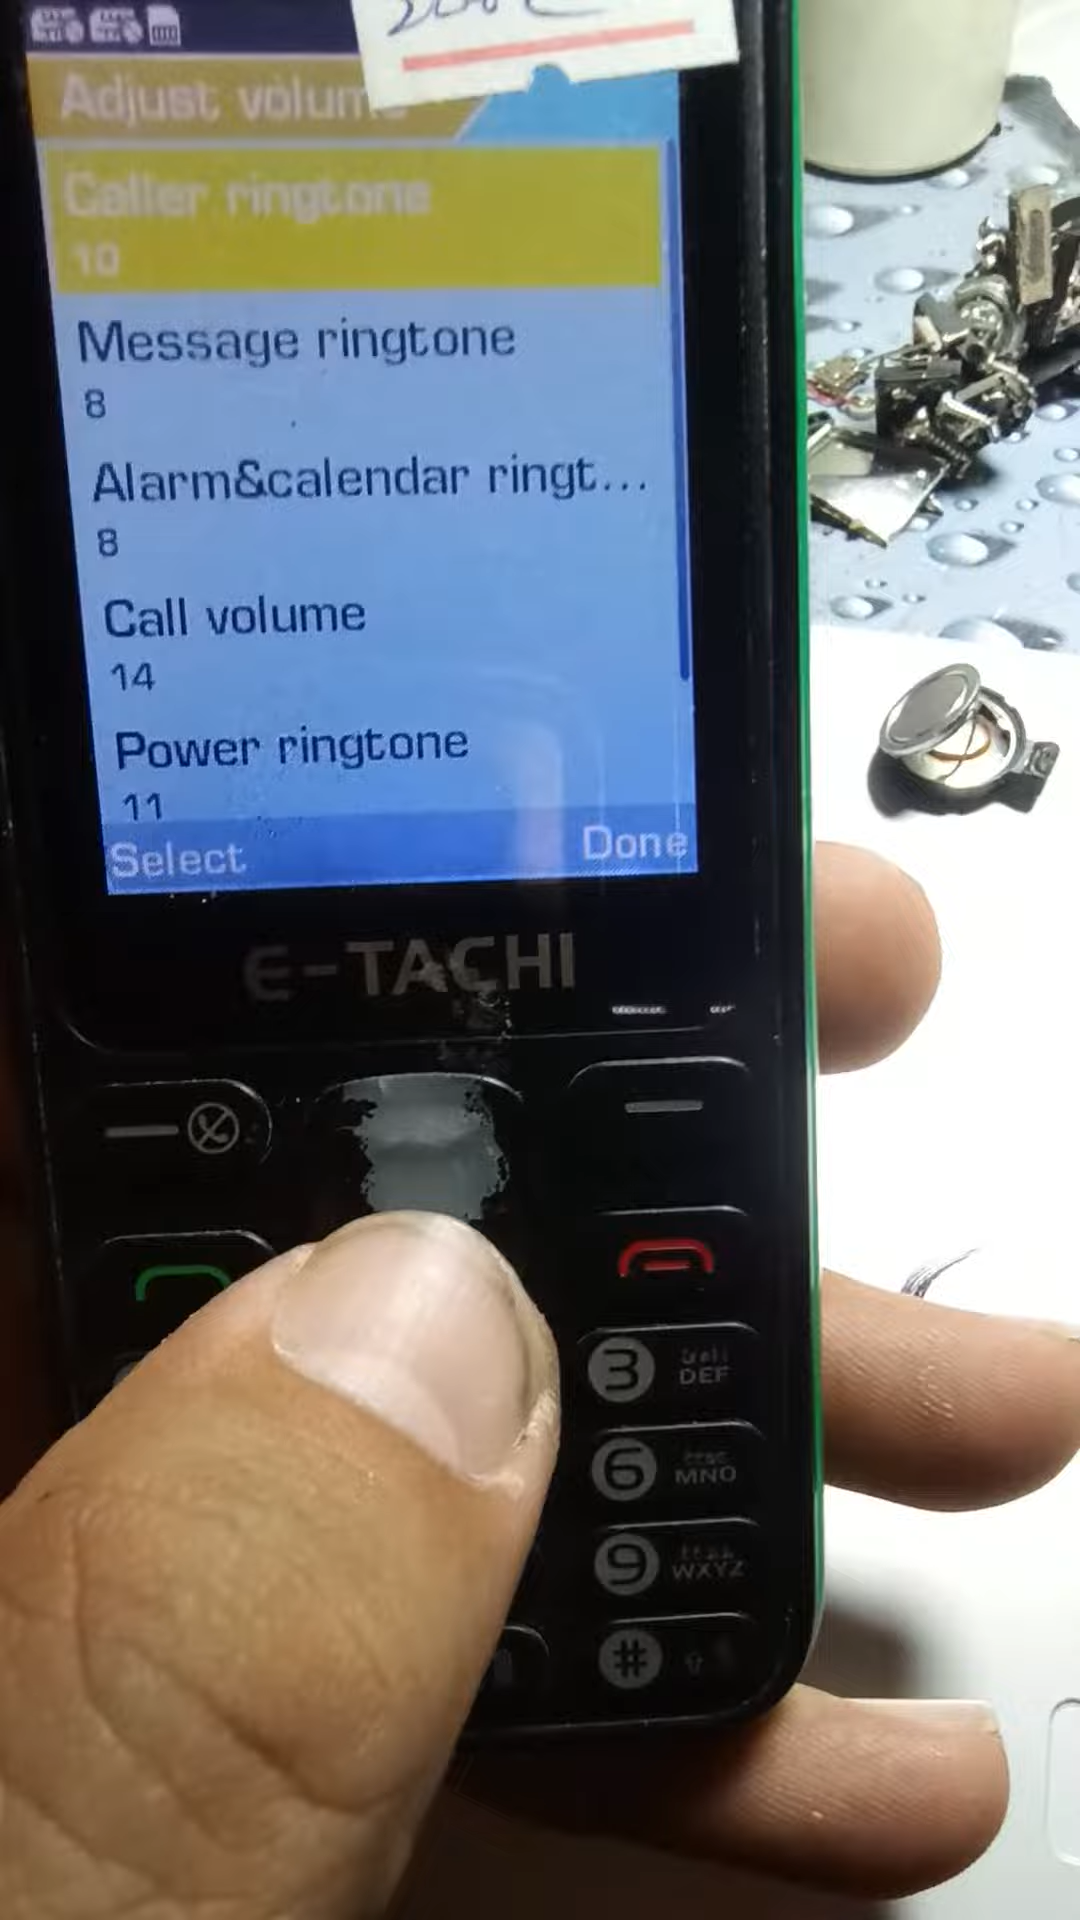 Adjust volum
Caller ringtone
10
Message ringtone
8
Alarm&calendar ringt...
8
Call volume
14
Power ringtone
11
Select
Done
E-TACHI
3 DEF
6 MNO
9 WXYZ
#